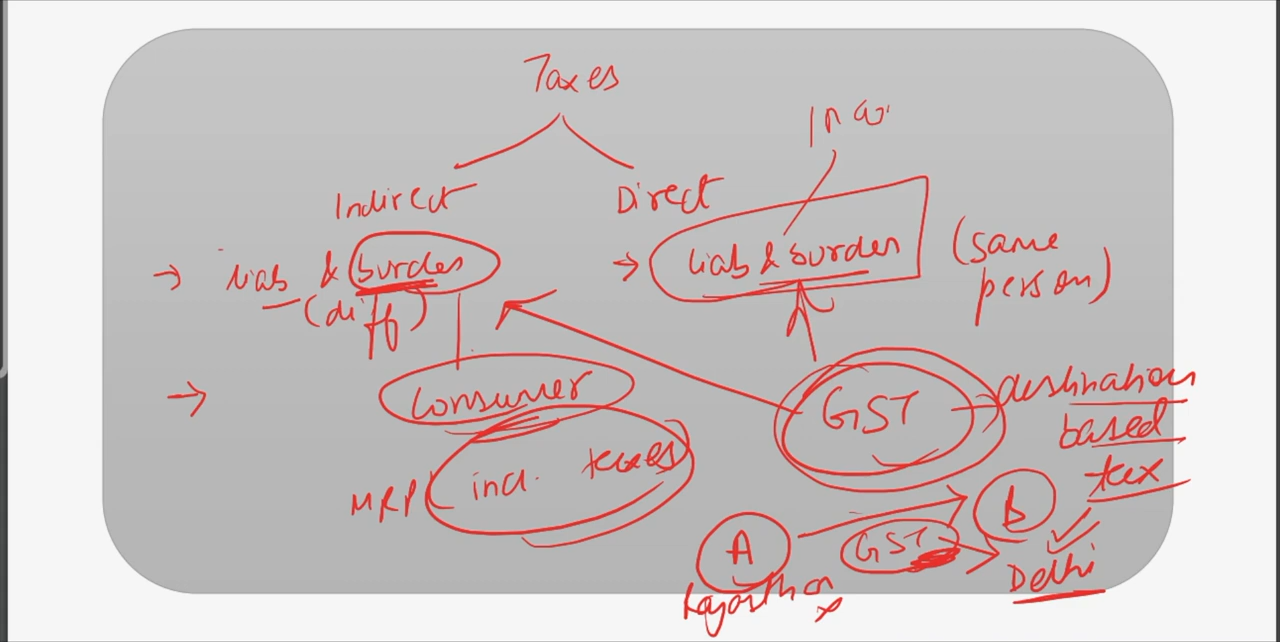 Taxes
Indirect
Direct
→ liab & burden
(diff)
→ liab & burden
(same
person)
→
Consumer
MRP (incl. taxes)
GST
destination
based
tax
A
GST
B
Rajasthan x
Delhi